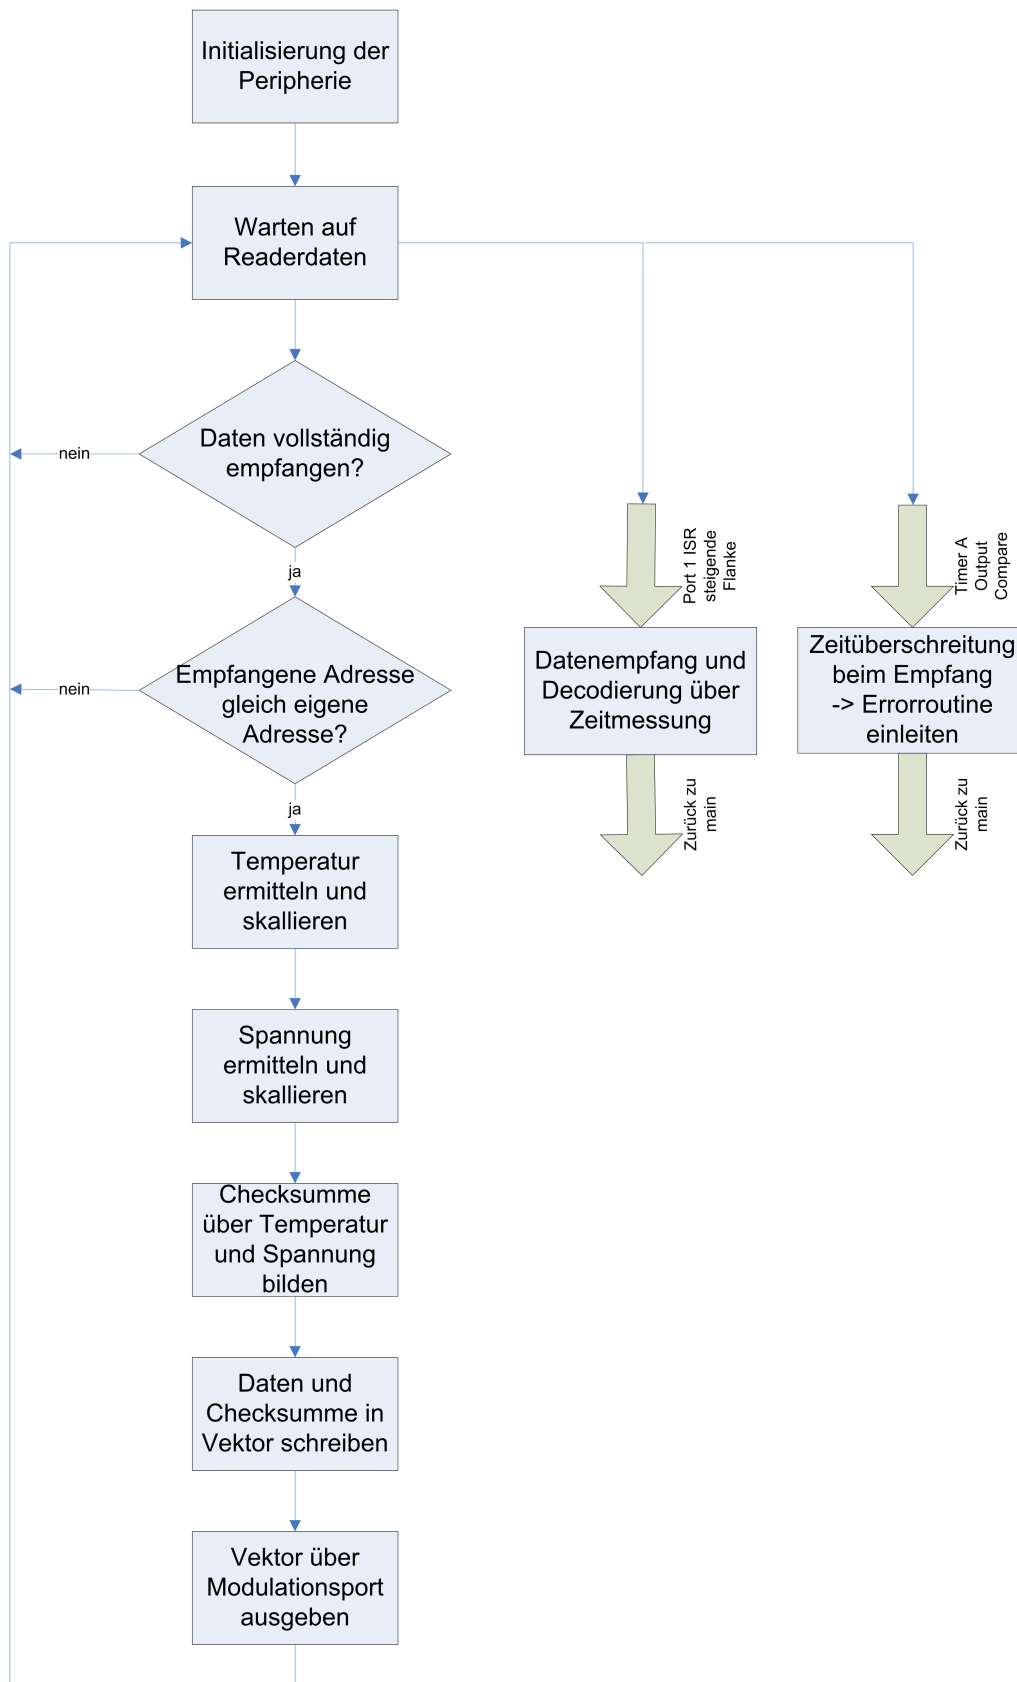 Initialisierung der
Peripherie
Warten auf
Readerdaten
Daten vollständig
empfangen?
nein
ja
Empfangene Adresse
gleich eigene
Adresse?
nein
ja
Temperatur
ermitteln und
skallieren
Spannung
ermitteln und
skallieren
Checksumme
über Temperatur
und Spannung
bilden
Daten und
Checksumme in
Vektor schreiben
Vektor über
Modulationsport
ausgeben
Port 1 ISR
steigende
Flanke
Datenempfang und
Decodierung über
Zeitmessung
Zurück zu
main
Timer A
Output
Compare
Zeitüberschreitung
beim Empfang
-> Errorroutine
einleiten
Zurück zu
main